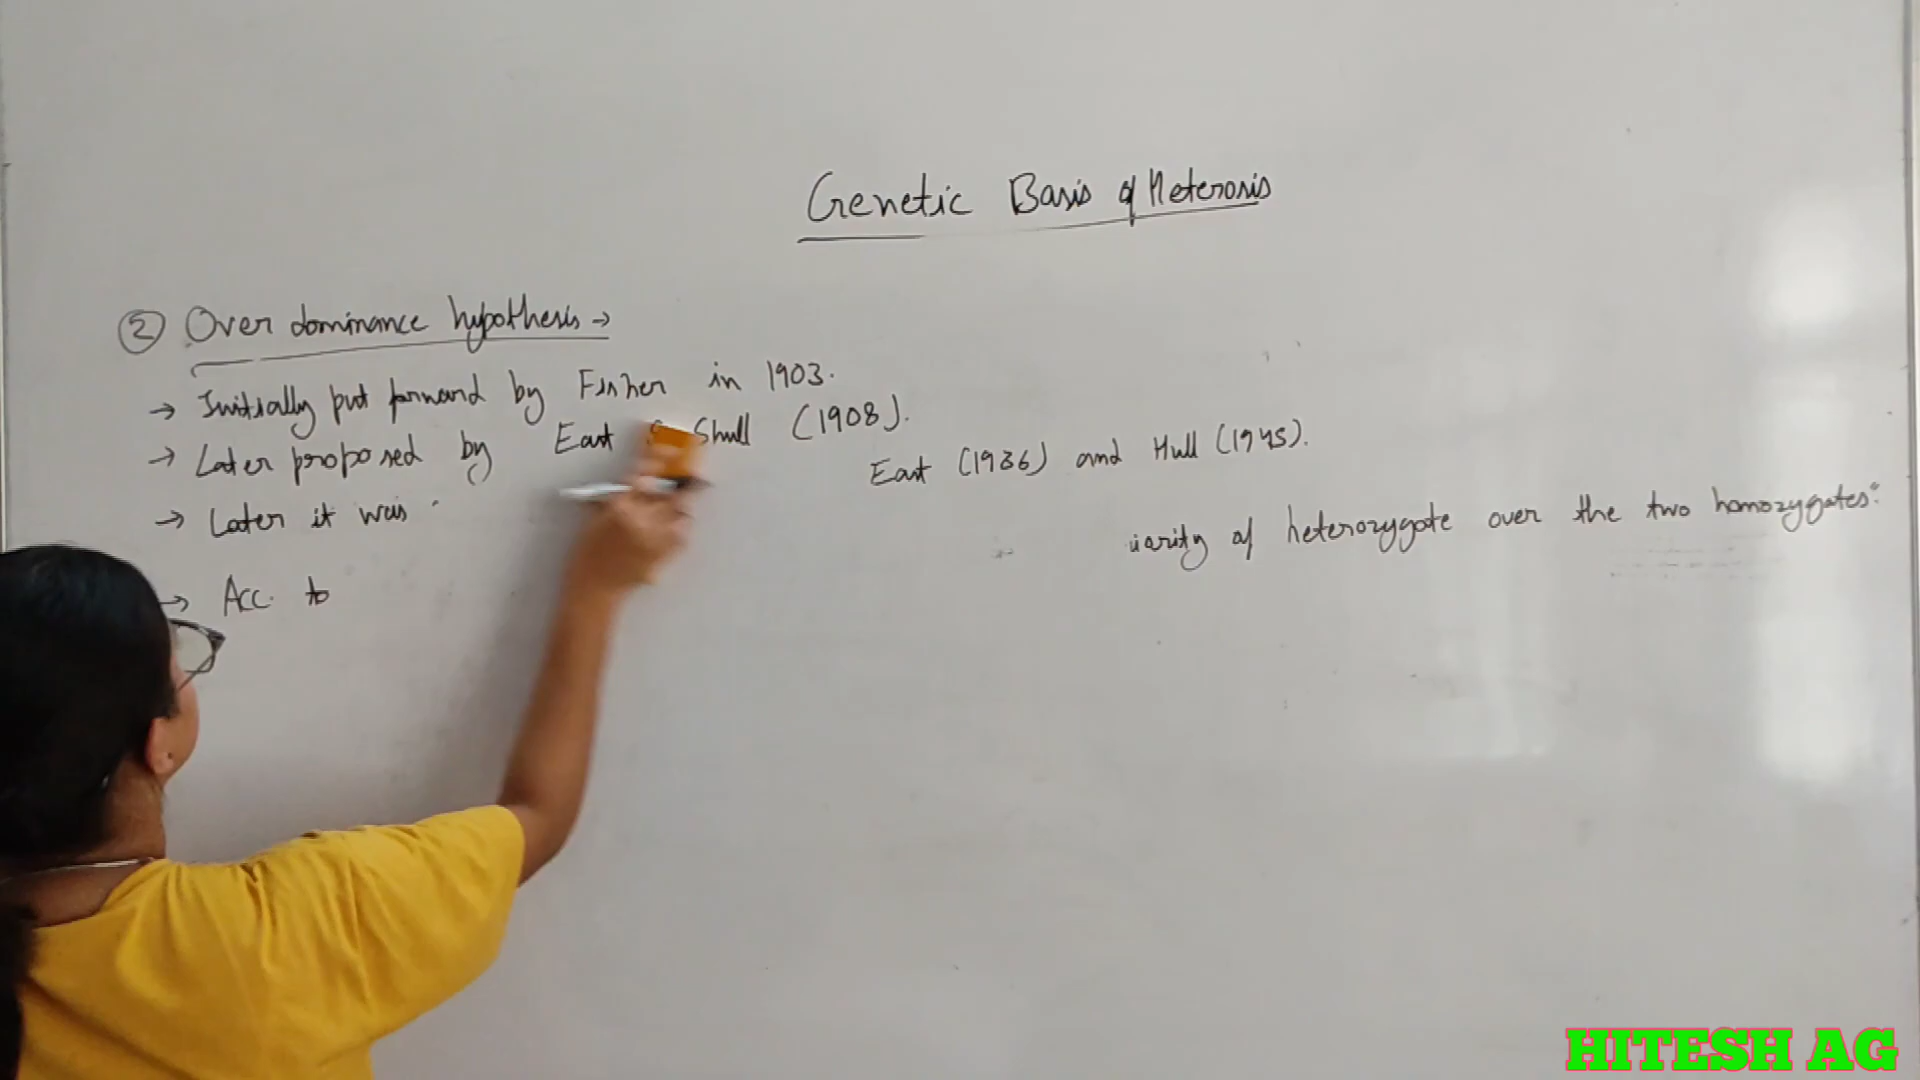 Genetic Basis of Heterosis
② Over dominance hypothesis →
→ Initially put forward by Fisher in 1903.
→ Later proposed by East & Shull (1908).
→ Later it was East (1936) and Hull (1945).
→ Acc. to iority of heterozygote over the two homozygates."
HITESH AG